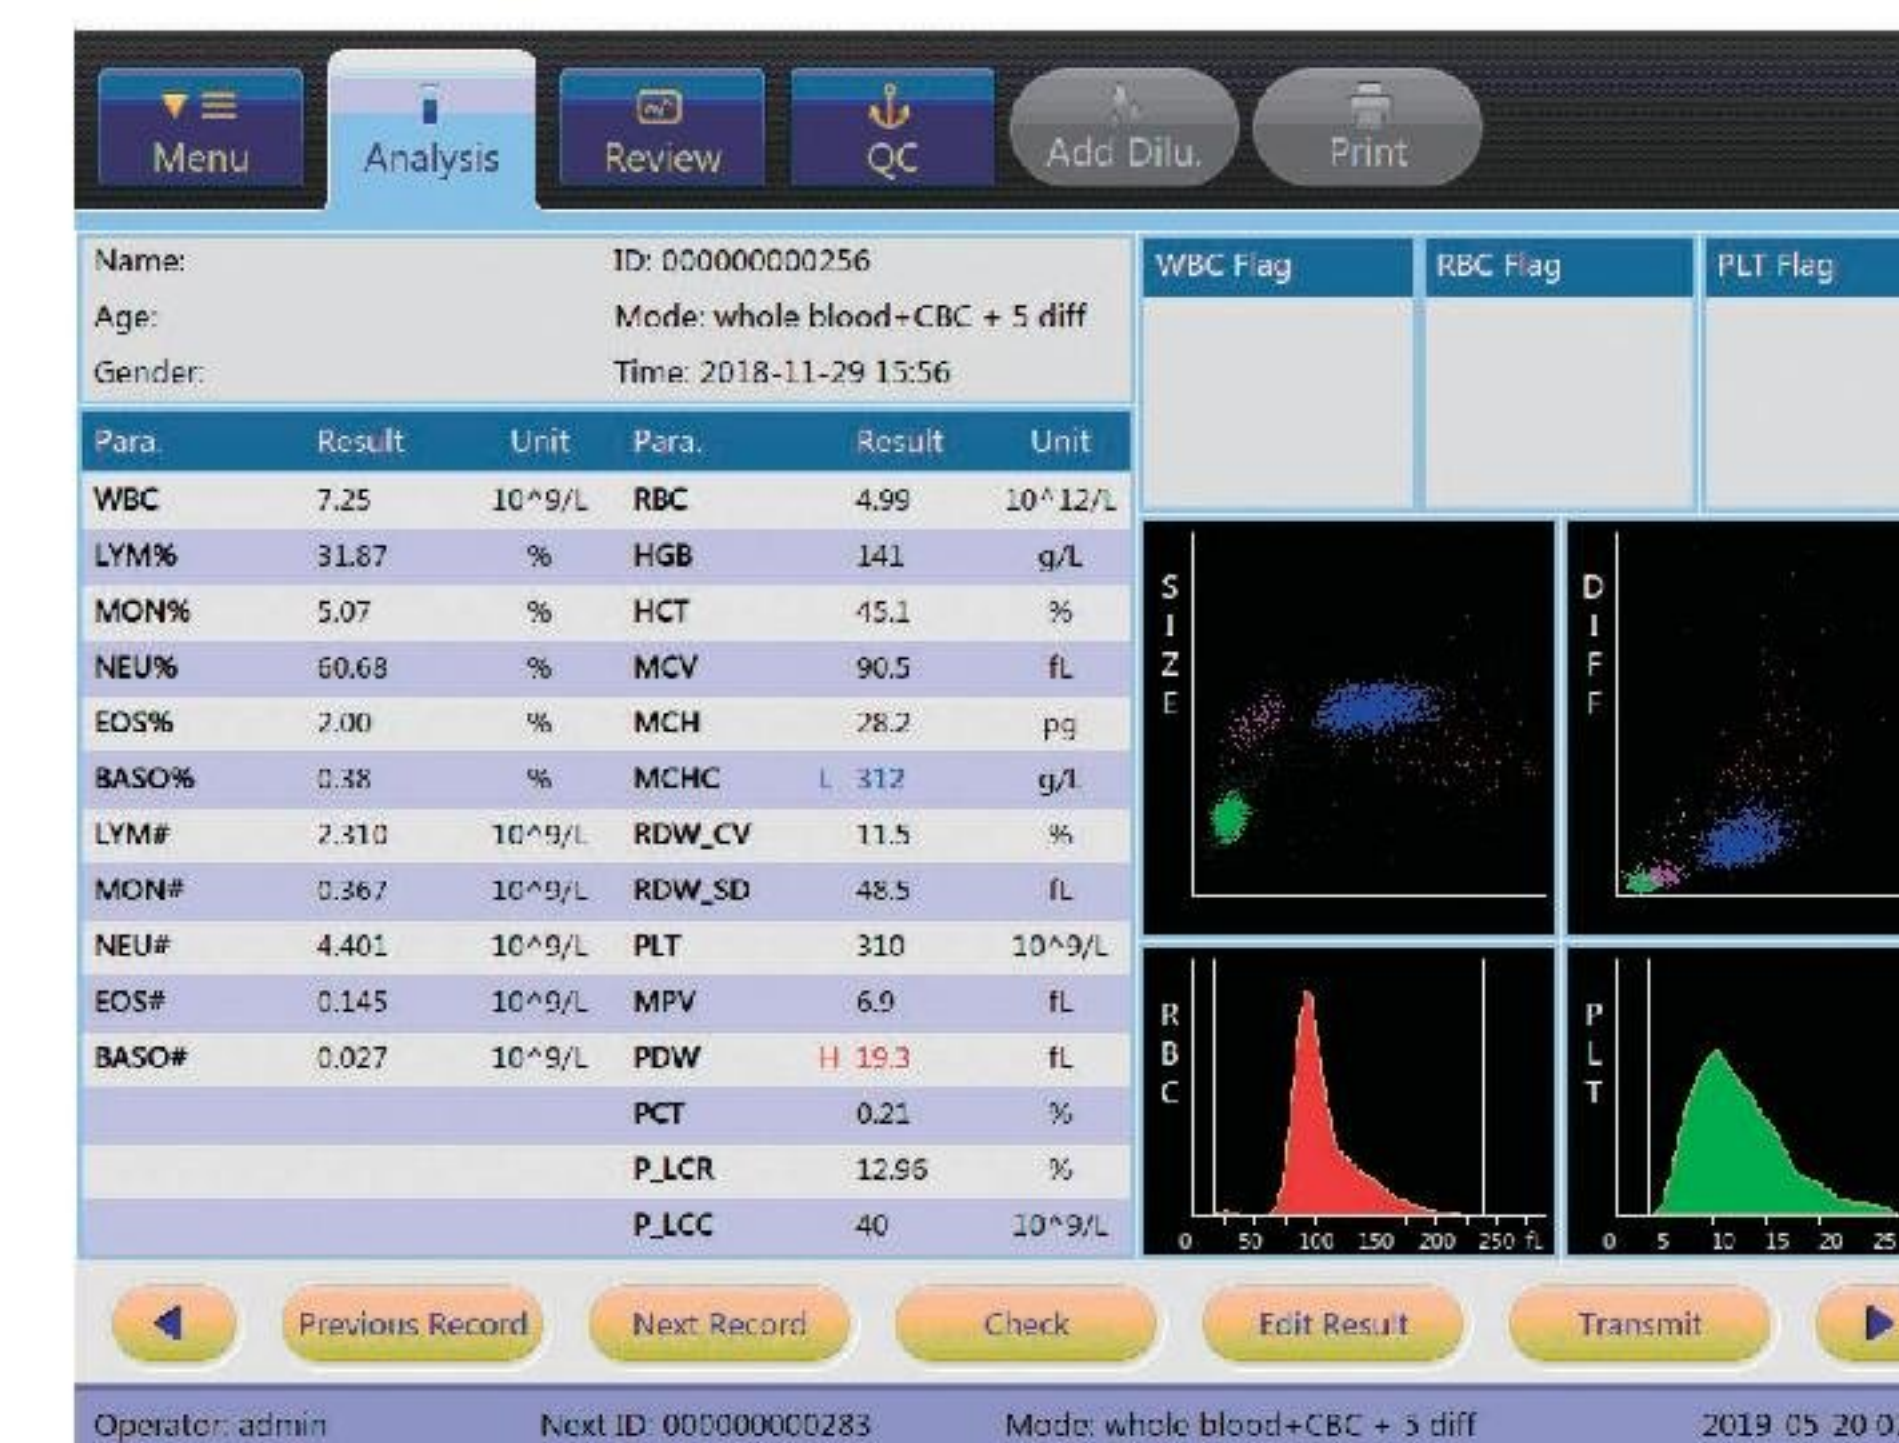 Menu
Analysis
Review
QC
Add Dilu.
Print
Name:
ID: 000000000256
Age:
Mode: whole blood+CBC + 5 diff
Gender:
Time: 2018-11-29 15:56
WBC Flag
RBC Flag
PLT Flag
Para. Result Unit Para. Result Unit
WBC 7.25 10^9/L RBC 4.99 10^12/L
LYM% 31.87 % HGB 141 g/L
MON% 5.07 % HCT 45.1 %
NEU% 60.68 % MCV 90.5 fL
EOS% 2.00 % MCH 28.2 pg
BASO% 0.38 % MCHC L 312 g/L
LYM# 2.310 10^9/L RDW_CV 11.5 %
MON# 0.367 10^9/L RDW_SD 48.5 fL
NEU# 4.401 10^9/L PLT 310 10^9/L
EOS# 0.145 10^9/L MPV 6.9 fL
BASO# 0.027 10^9/L PDW H 19.3 fL
PCT 0.21 %
P_LCR 12.96 %
P_LCC 40 10^9/L
SIZE
DIFF
RBC
0 50 100 150 200 250 fL
PLT
0 5 10 15 20 25
Previous Record
Next Record
Check
Edit Result
Transmit
Operator: admin
Next ID: 000000000283
Mode: whole blood+CBC + 5 diff
2019 05 20 0